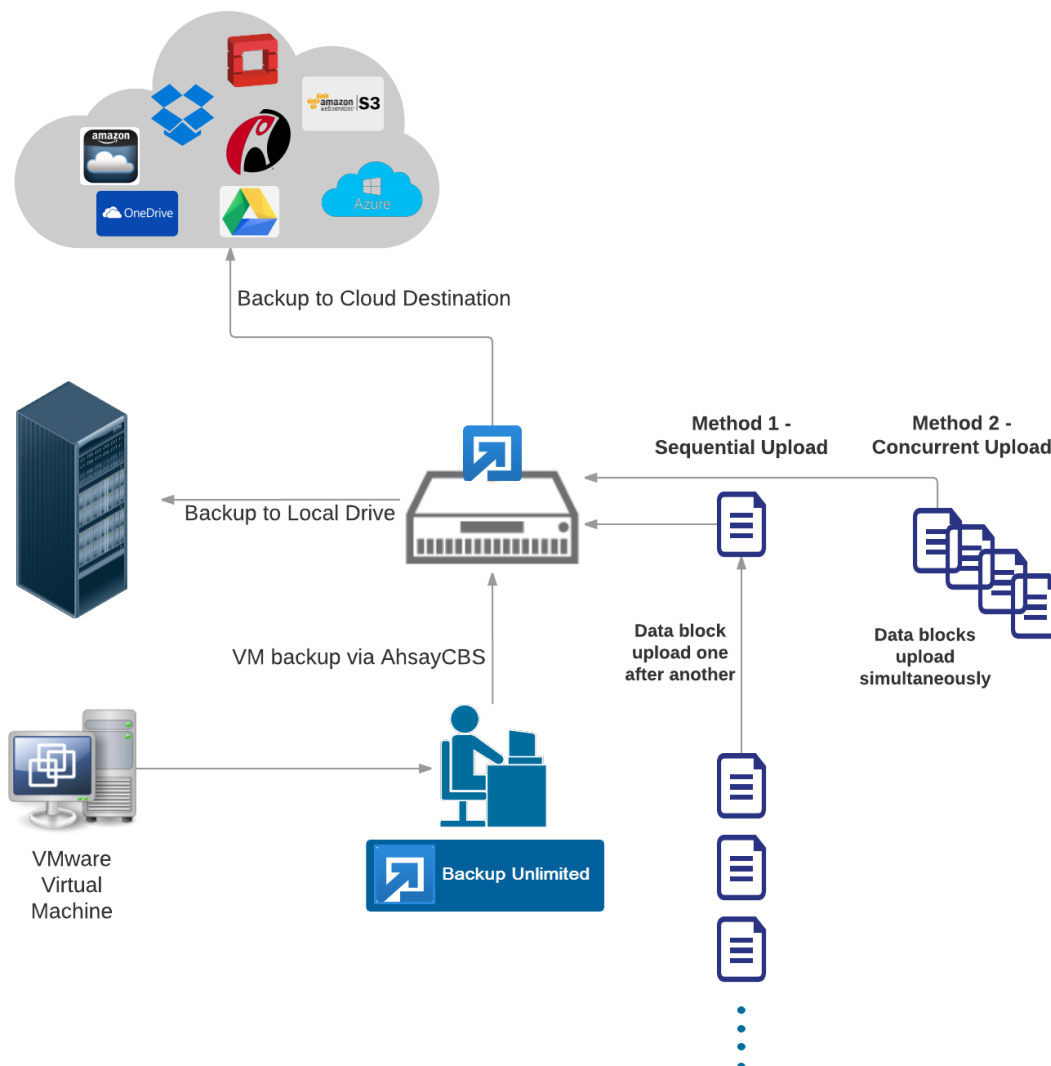 amazon
amazon
webservices
S3
OneDrive
Azure
Backup to Cloud Destination
Method 1 -
Sequential Upload
Method 2 -
Concurrent Upload
Backup to Local Drive
Data block
upload one
after another
Data blocks
upload
simultaneously
VM backup via AhsayCBS
VMware
Virtual
Machine
Backup Unlimited